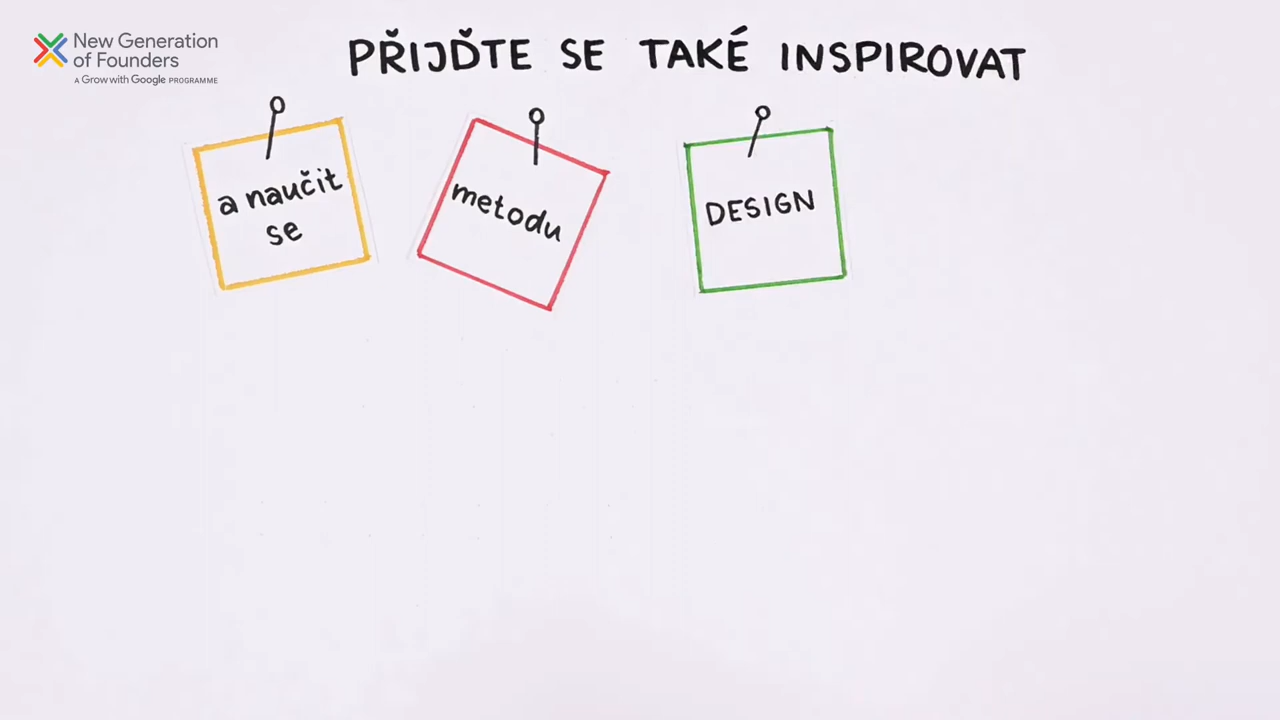 New Generation
of Founders
A Grow with Google PROGRAMME
PŘIJĎTE SE TAKÉ INSPIROVAT
a naučit
se
metodu
DESIGN